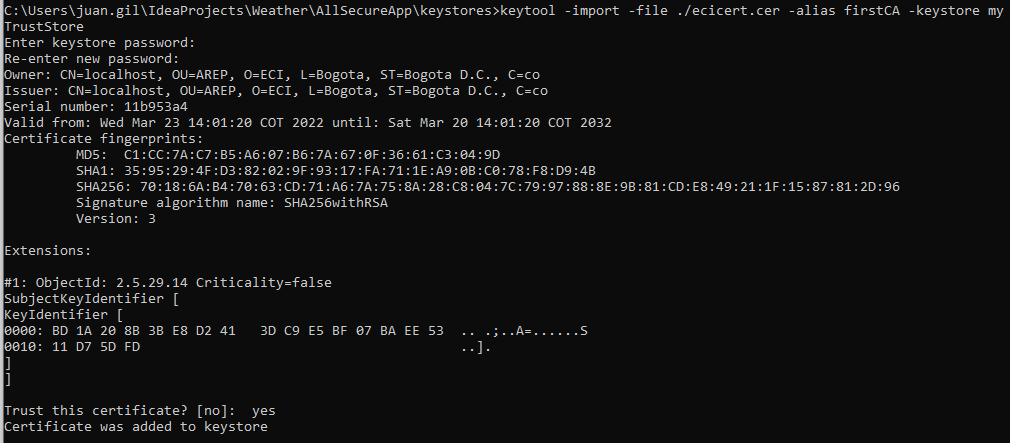 C:\Users\juan.gil\IdeaProjects\Weather\AllSecureApp\keystores>keytool -import -file ./ecicert.cer -alias firstCA -keystore my
TrustStore
Enter keystore password:
Re-enter new password:
Owner: CN=localhost, OU=AREP, O=ECI, L=Bogota, ST=Bogota D.C., C=co
Issuer: CN=localhost, OU=AREP, O=ECI, L=Bogota, ST=Bogota D.C., C=co
Serial number: 11b953a4
Valid from: Wed Mar 23 14:01:20 COT 2022 until: Sat Mar 20 14:01:20 COT 2032
Certificate fingerprints:
MD5:  C1:CC:7A:C7:B5:A6:07:B6:7A:67:0F:36:61:C3:04:9D
SHA1: 35:95:29:4F:D3:82:02:9F:93:17:FA:71:1E:A9:0B:C0:78:F8:D9:4B
SHA256: 70:18:6A:B4:70:63:CD:71:A6:7A:75:8A:28:C8:04:7C:79:97:88:8E:9B:81:CD:E8:49:21:1F:15:87:81:2D:96
Signature algorithm name: SHA256withRSA
Version: 3
Extensions:
#1: ObjectId: 2.5.29.14 Criticality=false
SubjectKeyIdentifier [
KeyIdentifier [
0000: BD 1A 20 8B 3B E8 D2 41   3D C9 E5 BF 07 BA EE 53  .. .;..A=......S
0010: 11 D7 5D FD                                        ..].
]
]
Trust this certificate? [no]:  yes
Certificate was added to keystore